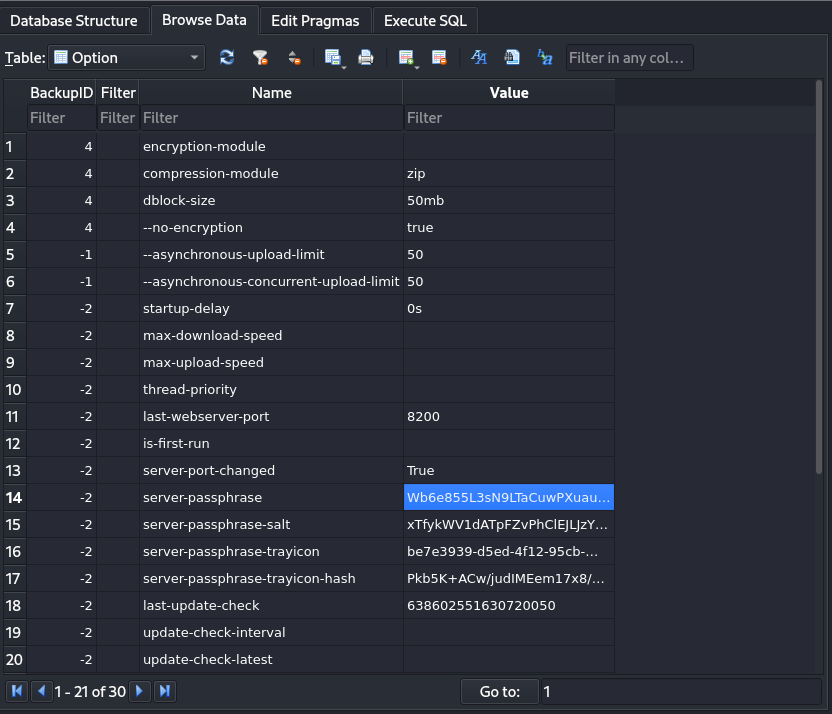 Database Structure Browse Data Edit Pragmas Execute SQL
Table: Option Filter in any col...
BackupID Filter Name Value
Filter Filter Filter Filter
1 4 encryption-module
2 4 compression-module zip
3 4 dblock-size 50mb
4 4 --no-encryption true
5 -1 --asynchronous-upload-limit 50
6 -1 --asynchronous-concurrent-upload-limit 50
7 -2 startup-delay 0s
8 -2 max-download-speed
9 -2 max-upload-speed
10 -2 thread-priority
11 -2 last-webserver-port 8200
12 -2 is-first-run
13 -2 server-port-changed True
14 -2 server-passphrase Wb6e855L3sN9LTaCuwPXuau...
15 -2 server-passphrase-salt xTfykWV1dATpFZvPhClEJLJzY...
16 -2 server-passphrase-trayicon be7e3939-d5ed-4f12-95cb-...
17 -2 server-passphrase-trayicon-hash Pkb5K+ACw/judIMEem17x8/...
18 -2 last-update-check 638602551630720050
19 -2 update-check-interval
20 -2 update-check-latest
1 - 21 of 30 Go to: 1